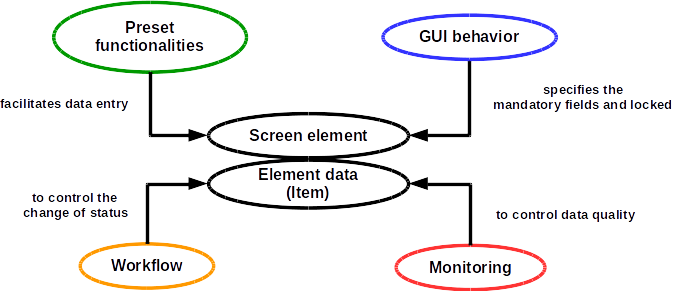 Preset
functionalities
GUI behavior
facilitates data entry
specifies the
mandatory fields and locked
Screen element
Element data
(Item)
to control the
change of status
to control data quality
Workflow
Monitoring